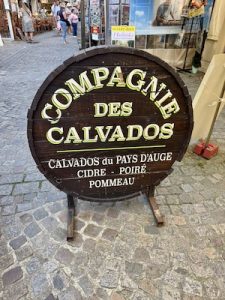 COMPAGNIE
DES
CALVADOS
CALVADOS du PAYS D'AUGE
CIDRE - POIRÉ
POMMEAU